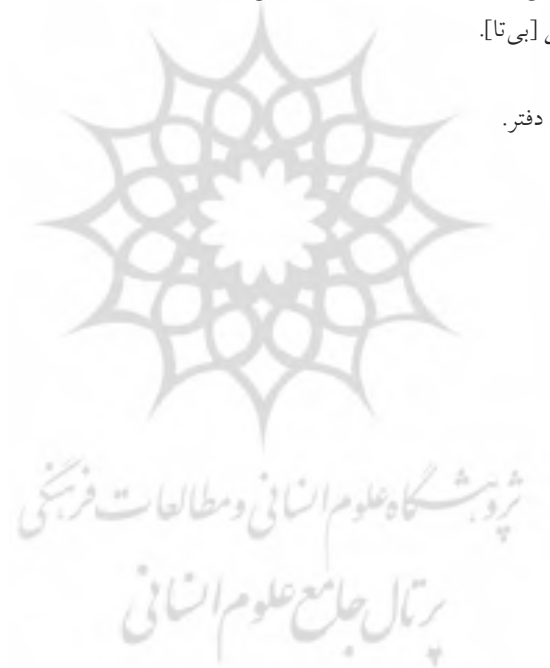 [بی‌تا].
دفتر.
پژوهشگاه علوم انسانی و مطالعات فرهنگی
پرتال جامع علوم انسانی